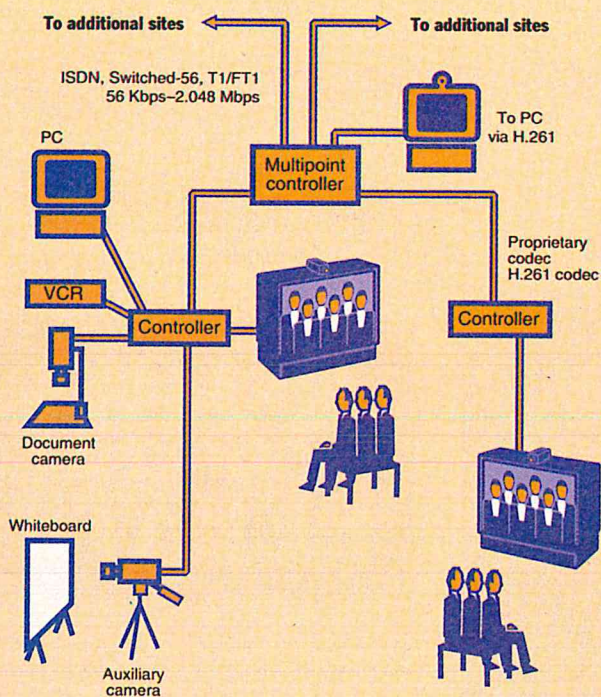 To additional sites
To additional sites
ISDN, Switched-56, T1/FT1
56 Kbps–2.048 Mbps
PC
To PC
via H.261
Multipoint
controller
Proprietary
codec
H.261 codec
VCR
Controller
Controller
Document
camera
Whiteboard
Auxiliary
camera